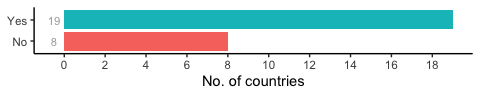 Yes 19
No 8
0 2 4 6 8 10 12 14 16 18
No. of countries